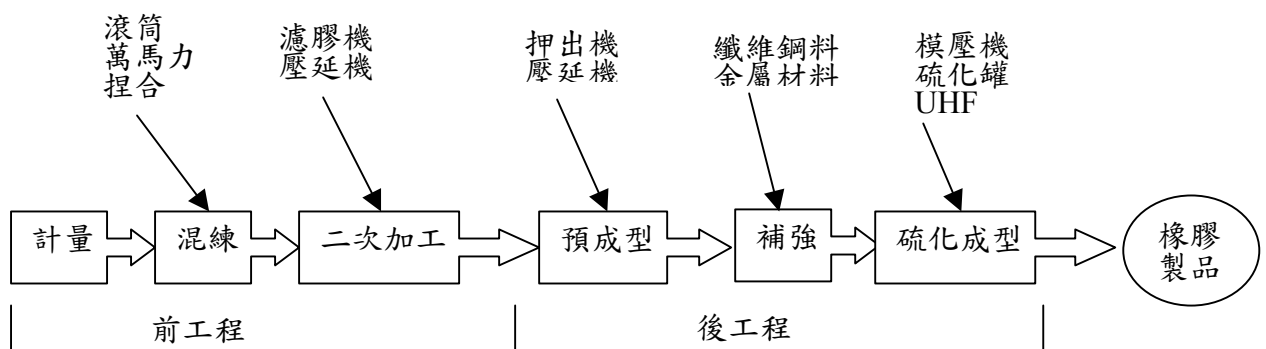 滾筒
萬馬力
捏合
濾膠機
壓延機
押出機
壓延機
纖維鋼料
金屬材料
模壓機
硫化罐
UHF
計量
混練
二次加工
預成型
補強
硫化成型
橡膠
製品
前工程
後工程